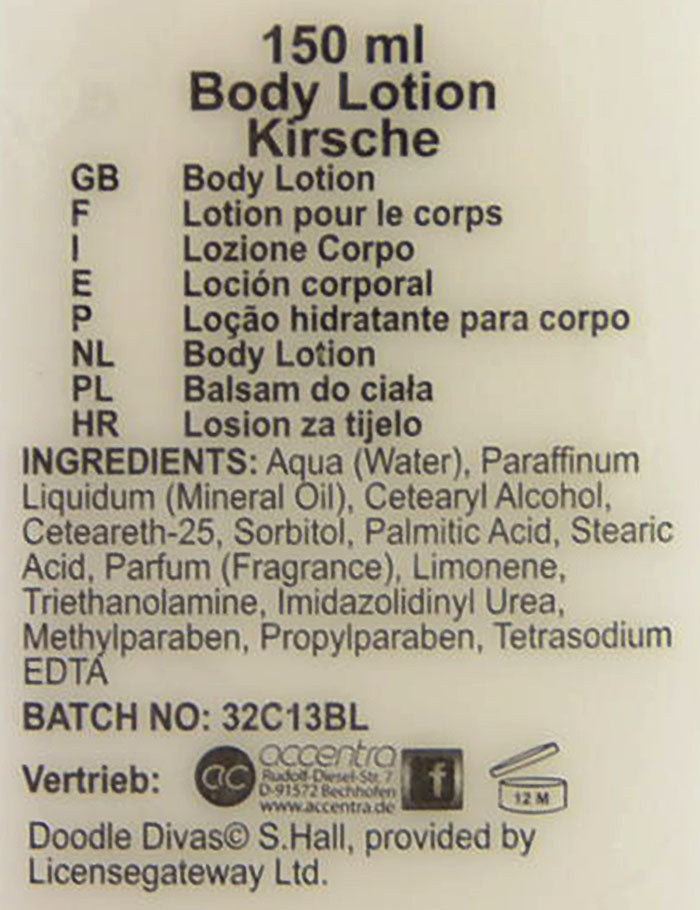 150 ml
Body Lotion
Kirsche
GB Body Lotion
F Lotion pour le corps
I Lozione Corpo
E Loción corporal
P Loção hidratante para corpo
NL Body Lotion
PL Balsam do ciała
HR Losion za tijelo
INGREDIENTS: Aqua (Water), Paraffinum
Liquidum (Mineral Oil), Cetearyl Alcohol,
Ceteareth-25, Sorbitol, Palmitic Acid, Stearic
Acid, Parfum (Fragrance), Limonene,
Triethanolamine, Imidazolidinyl Urea,
Methylparaben, Propylparaben, Tetrasodium
EDTA
BATCH NO: 32C13BL
Vertrieb:
ac
accentra
Rudolf-Diesel-Str. 7
D-91572 Bechhofen
www.accentra.de
f
12 M
Doodle Divas© S.Hall, provided by
Licensegateway Ltd.